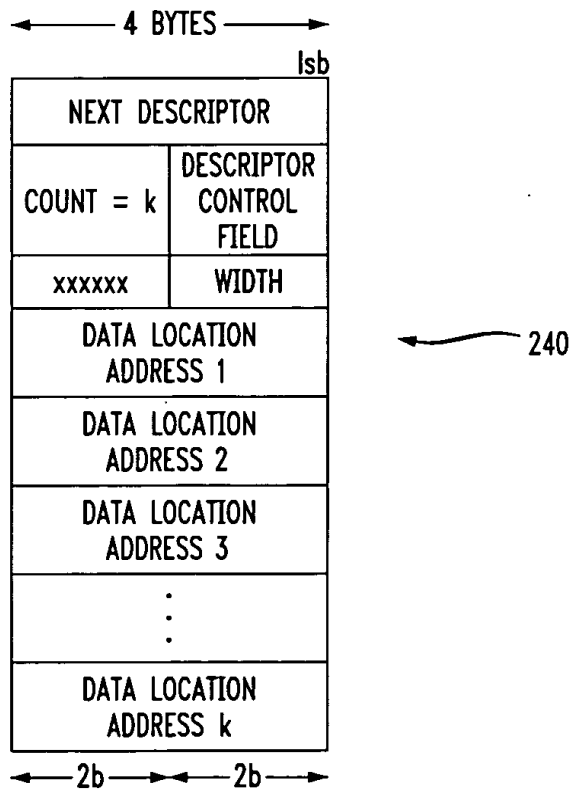 4 BYTES
lsb
NEXT DESCRIPTOR
COUNT = k
DESCRIPTOR
CONTROL
FIELD
xxxxxx
WIDTH
DATA LOCATION
ADDRESS 1
240
DATA LOCATION
ADDRESS 2
DATA LOCATION
ADDRESS 3
DATA LOCATION
ADDRESS k
2b
2b